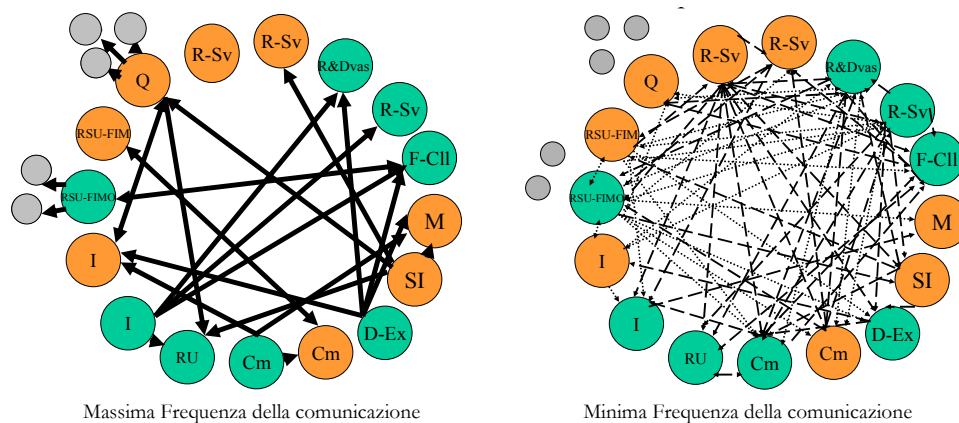 R-Sv
R-Sv
R&Dvas
Q
R-Sv
RSU-FIM
F-Cll
RSU-FIMO
M
I
SI
I
D-Ex
RU
Cm
Cm
Massima Frequenza della comunicazione
R-Sv
R-Sv
R&Dvas
Q
R-Sv
RSU-FIM
F-Cll
RSU-FIMO
M
I
SI
I
D-Ex
RU
Cm
Cm
Minima Frequenza della comunicazione